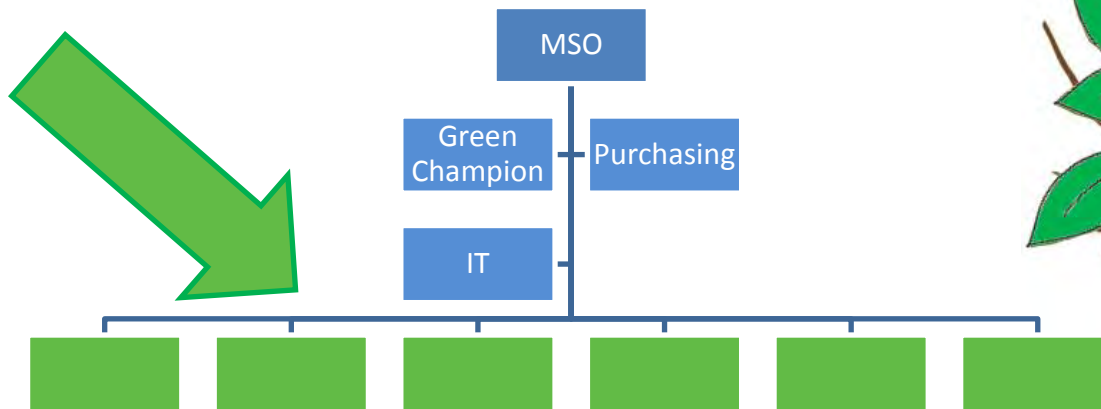 MSO
Green
Champion
Purchasing
IT